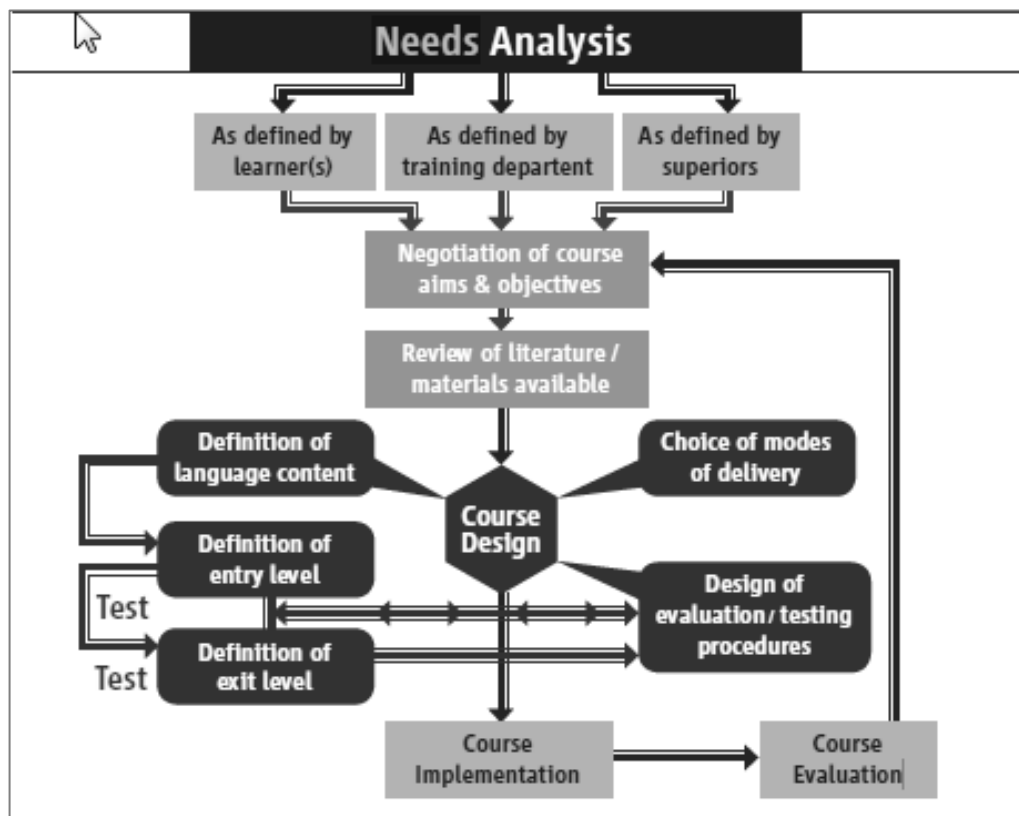 Needs Analysis
As defined by
learner(s)
As defined by
training departent
As defined by
superiors
Negotiation of course
aims & objectives
Review of literature /
materials available
Definition of
language content
Choice of modes
of delivery
Course
Design
Definition of
entry level
Design of
evaluation / testing
procedures
Test
Definition of
exit level
Test
Course
Implementation
Course
Evaluation